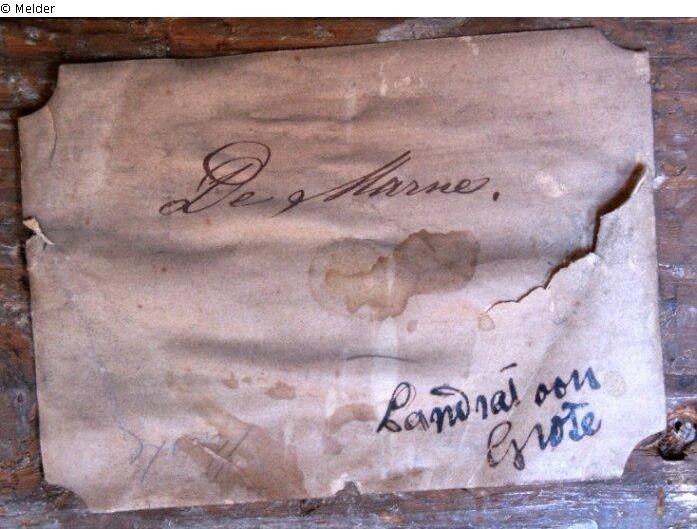 © Melder
De Marne.
Landrat von
Grote